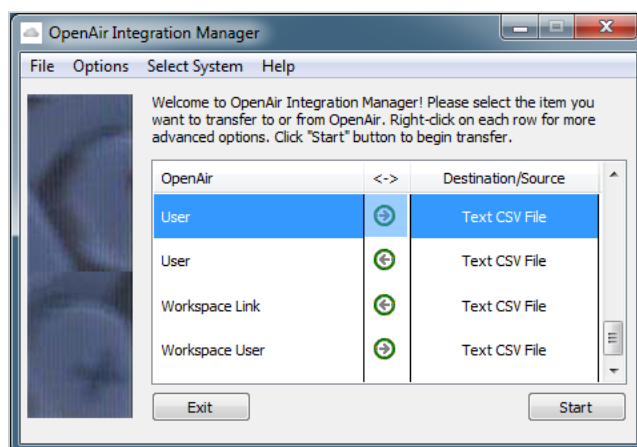 OpenAir Integration Manager
File Options Select System Help
Welcome to OpenAir Integration Manager! Please select the item you
want to transfer to or from OpenAir. Right-click on each row for more
advanced options. Click "Start" button to begin transfer.
OpenAir <-> Destination/Source
User Text CSV File
User Text CSV File
Workspace Link Text CSV File
Workspace User Text CSV File
Exit Start